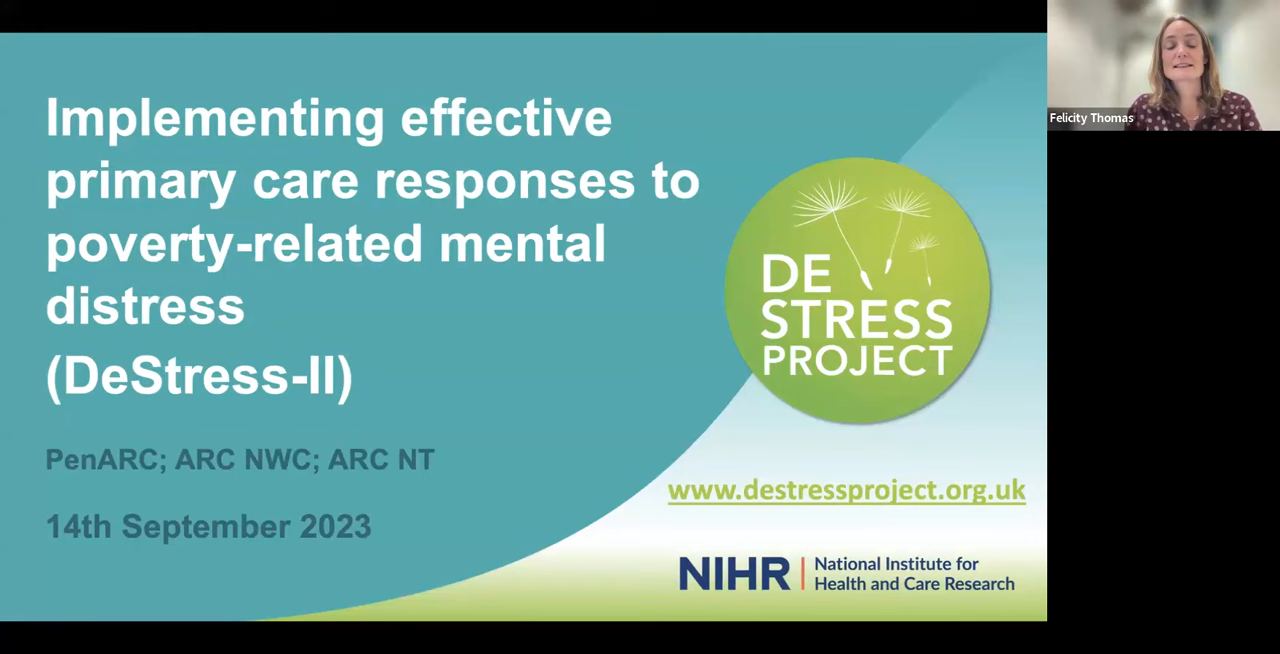 Implementing effective
primary care responses to
poverty-related mental
distress
(DeStress-II)
PenARC; ARC NWC; ARC NT
14th September 2023
DE
STRESS
PROJECT
www.destressproject.org.uk
NIHR | National Institute for
Health and Care Research
Felicity Thomas